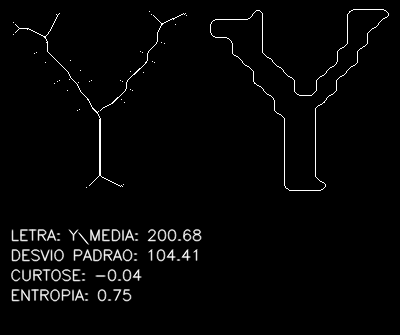 Y Y
LETRA: Y\MEDIA: 200.68
DESVIO PADRAO: 104.41
CURTOSE: -0.04
ENTROPIA: 0.75